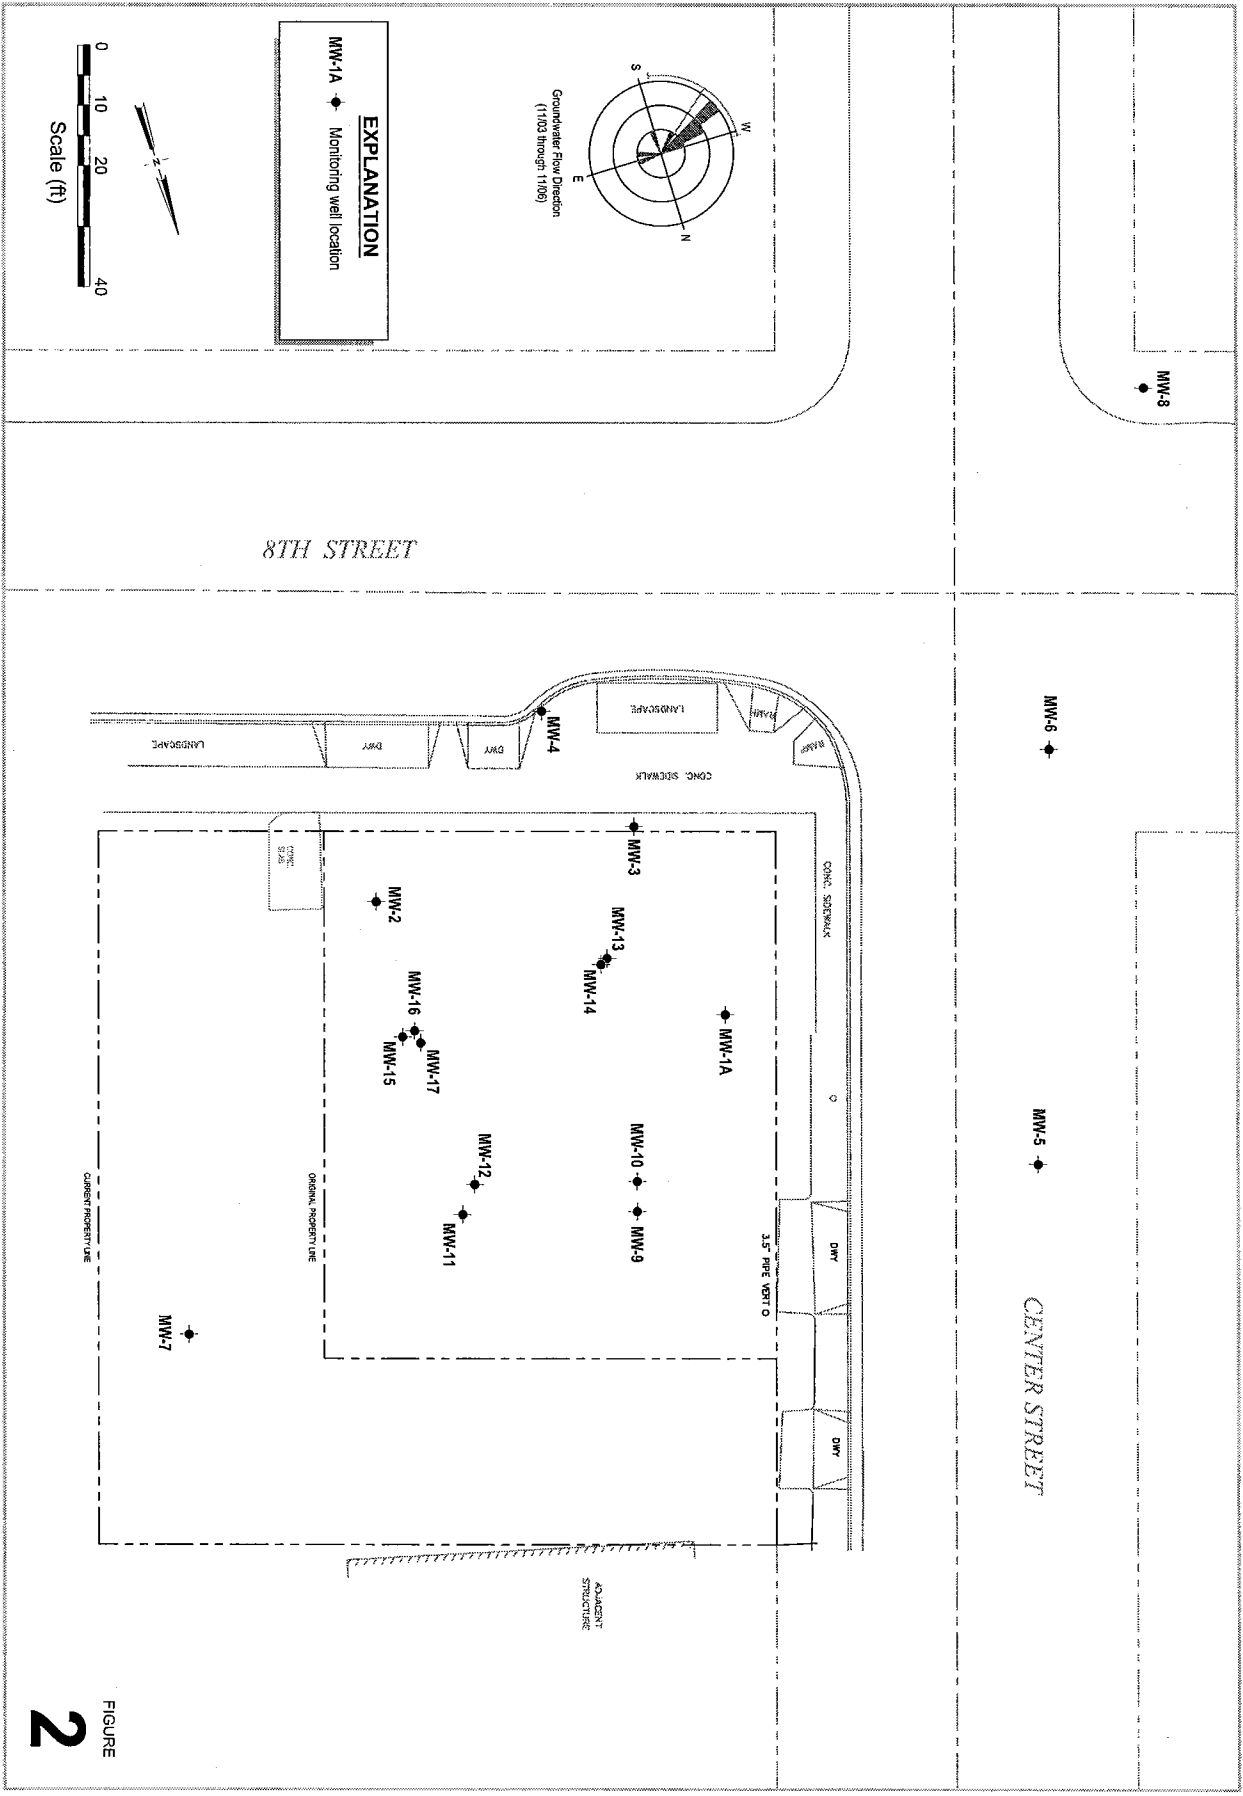 EXPLANATION
MW-1A
Monitoring well location
0
10
20
40
Scale (ft)
N
S
W
E
N
Groundwater Flow Direction
(11/03 through 11/06)
MW-8
8TH STREET
MW-6
MW-5
CENTER STREET
LANDSCAPE
RAMP
RAMP
MW-4
LANDSCAPE
DWY
DWY
CONC. SIDEWALK
CONC. SIDEWALK
CONC.
SLAB
MW-3
MW-2
MW-13
MW-14
MW-1A
MW-16
MW-17
MW-15
MW-12
MW-11
MW-10
MW-9
MW-7
3.5" PIPE VERT O
DWY
DWY
ORIGINAL PROPERTY LINE
CURRENT PROPERTY LINE
ADJACENT
STRUCTURE
FIGURE
2